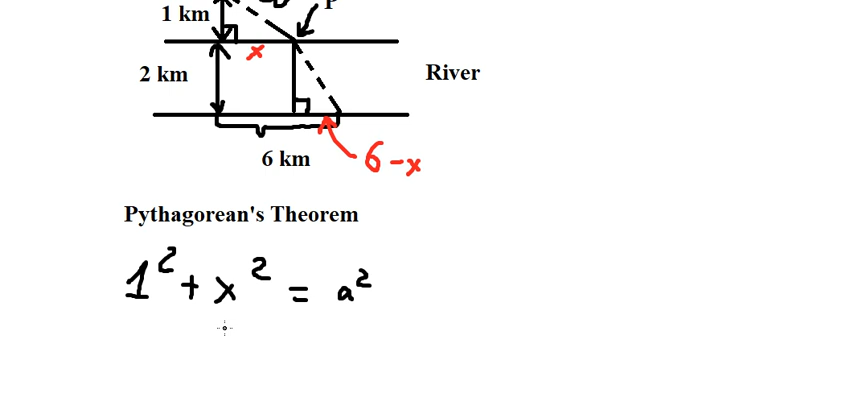 1 km
P
x
2 km
River
6 km
6-x
Pythagorean's Theorem
1² + x² = a²